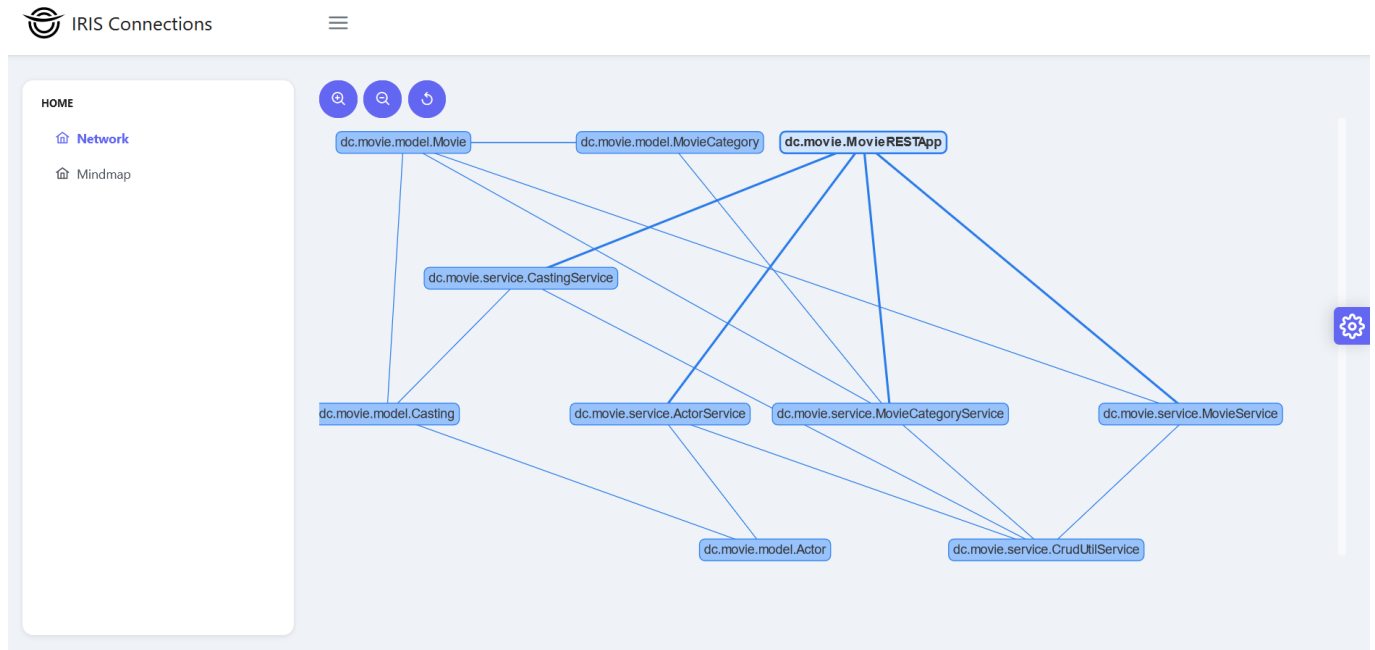 IRIS Connections
HOME
Network
Mindmap
dc.movie.model.Movie
dc.movie.model.MovieCategory
dc.movie.MovieRESTApp
dc.movie.service.CastingService
dc.movie.model.Casting
dc.movie.service.ActorService
dc.movie.service.MovieCategoryService
dc.movie.service.MovieService
dc.movie.model.Actor
dc.movie.service.CrudUtilService